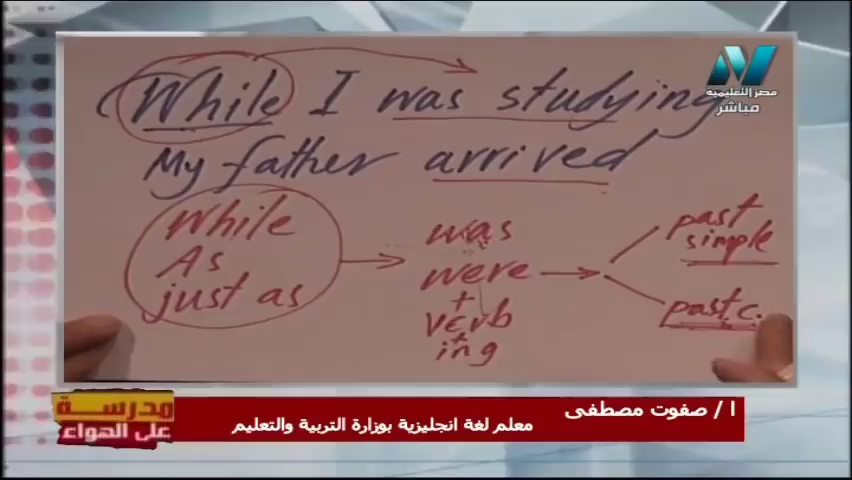 While I was studying
My father arrived
While
As
just as
was
were
+
verb
+
ing
past
simple
past.c.
مصر التعليمية
مباشر
مدرسة
على الهواء
ا / صفوت مصطفى
معلم لغة انجليزية بوزارة التربية والتعليم